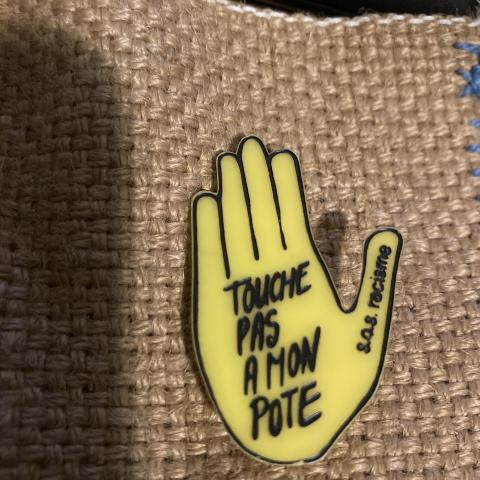 TOUCHE
PAS
A MON
POTE
s.o.s. racisme